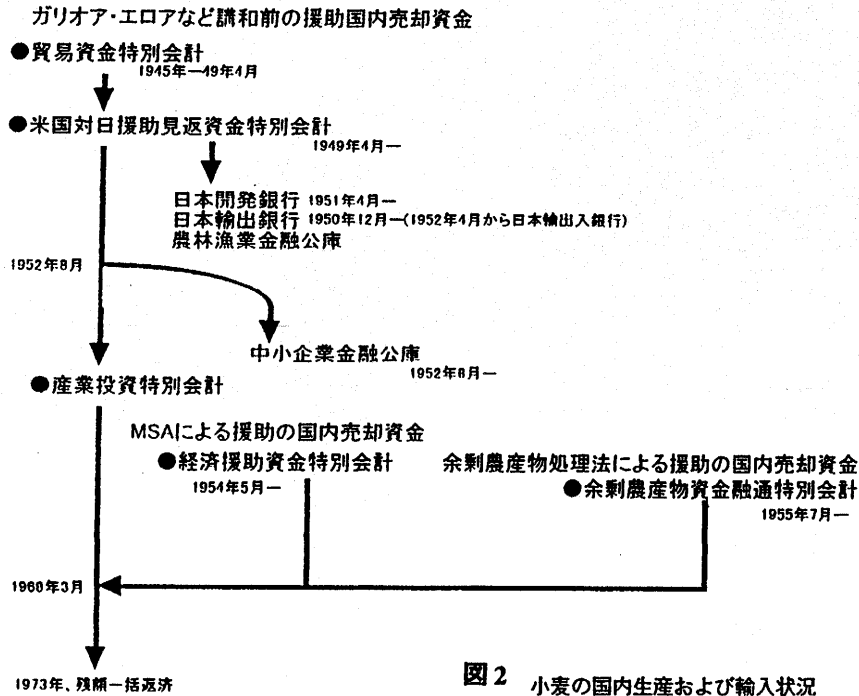 ガリオア・エロアなど講和前の援助国内売却資金
●貿易資金特別会計
1945年―49年4月
●米国対日援助見返資金特別会計
1949年4月―
日本開発銀行 1951年4月―
日本輸出銀行 1950年12月―(1952年4月から日本輸出入銀行)
農林漁業金融公庫
1952年8月
中小企業金融公庫
1952年8月―
●産業投資特別会計
MSAによる援助の国内売却資金
●経済援助資金特別会計
1954年5月―
余剰農産物処理法による援助の国内売却資金
●余剰農産物資金融通特別会計
1955年7月―
1960年3月
1973年、残額一括返済
図2 小麦の国内生産および輸入状況